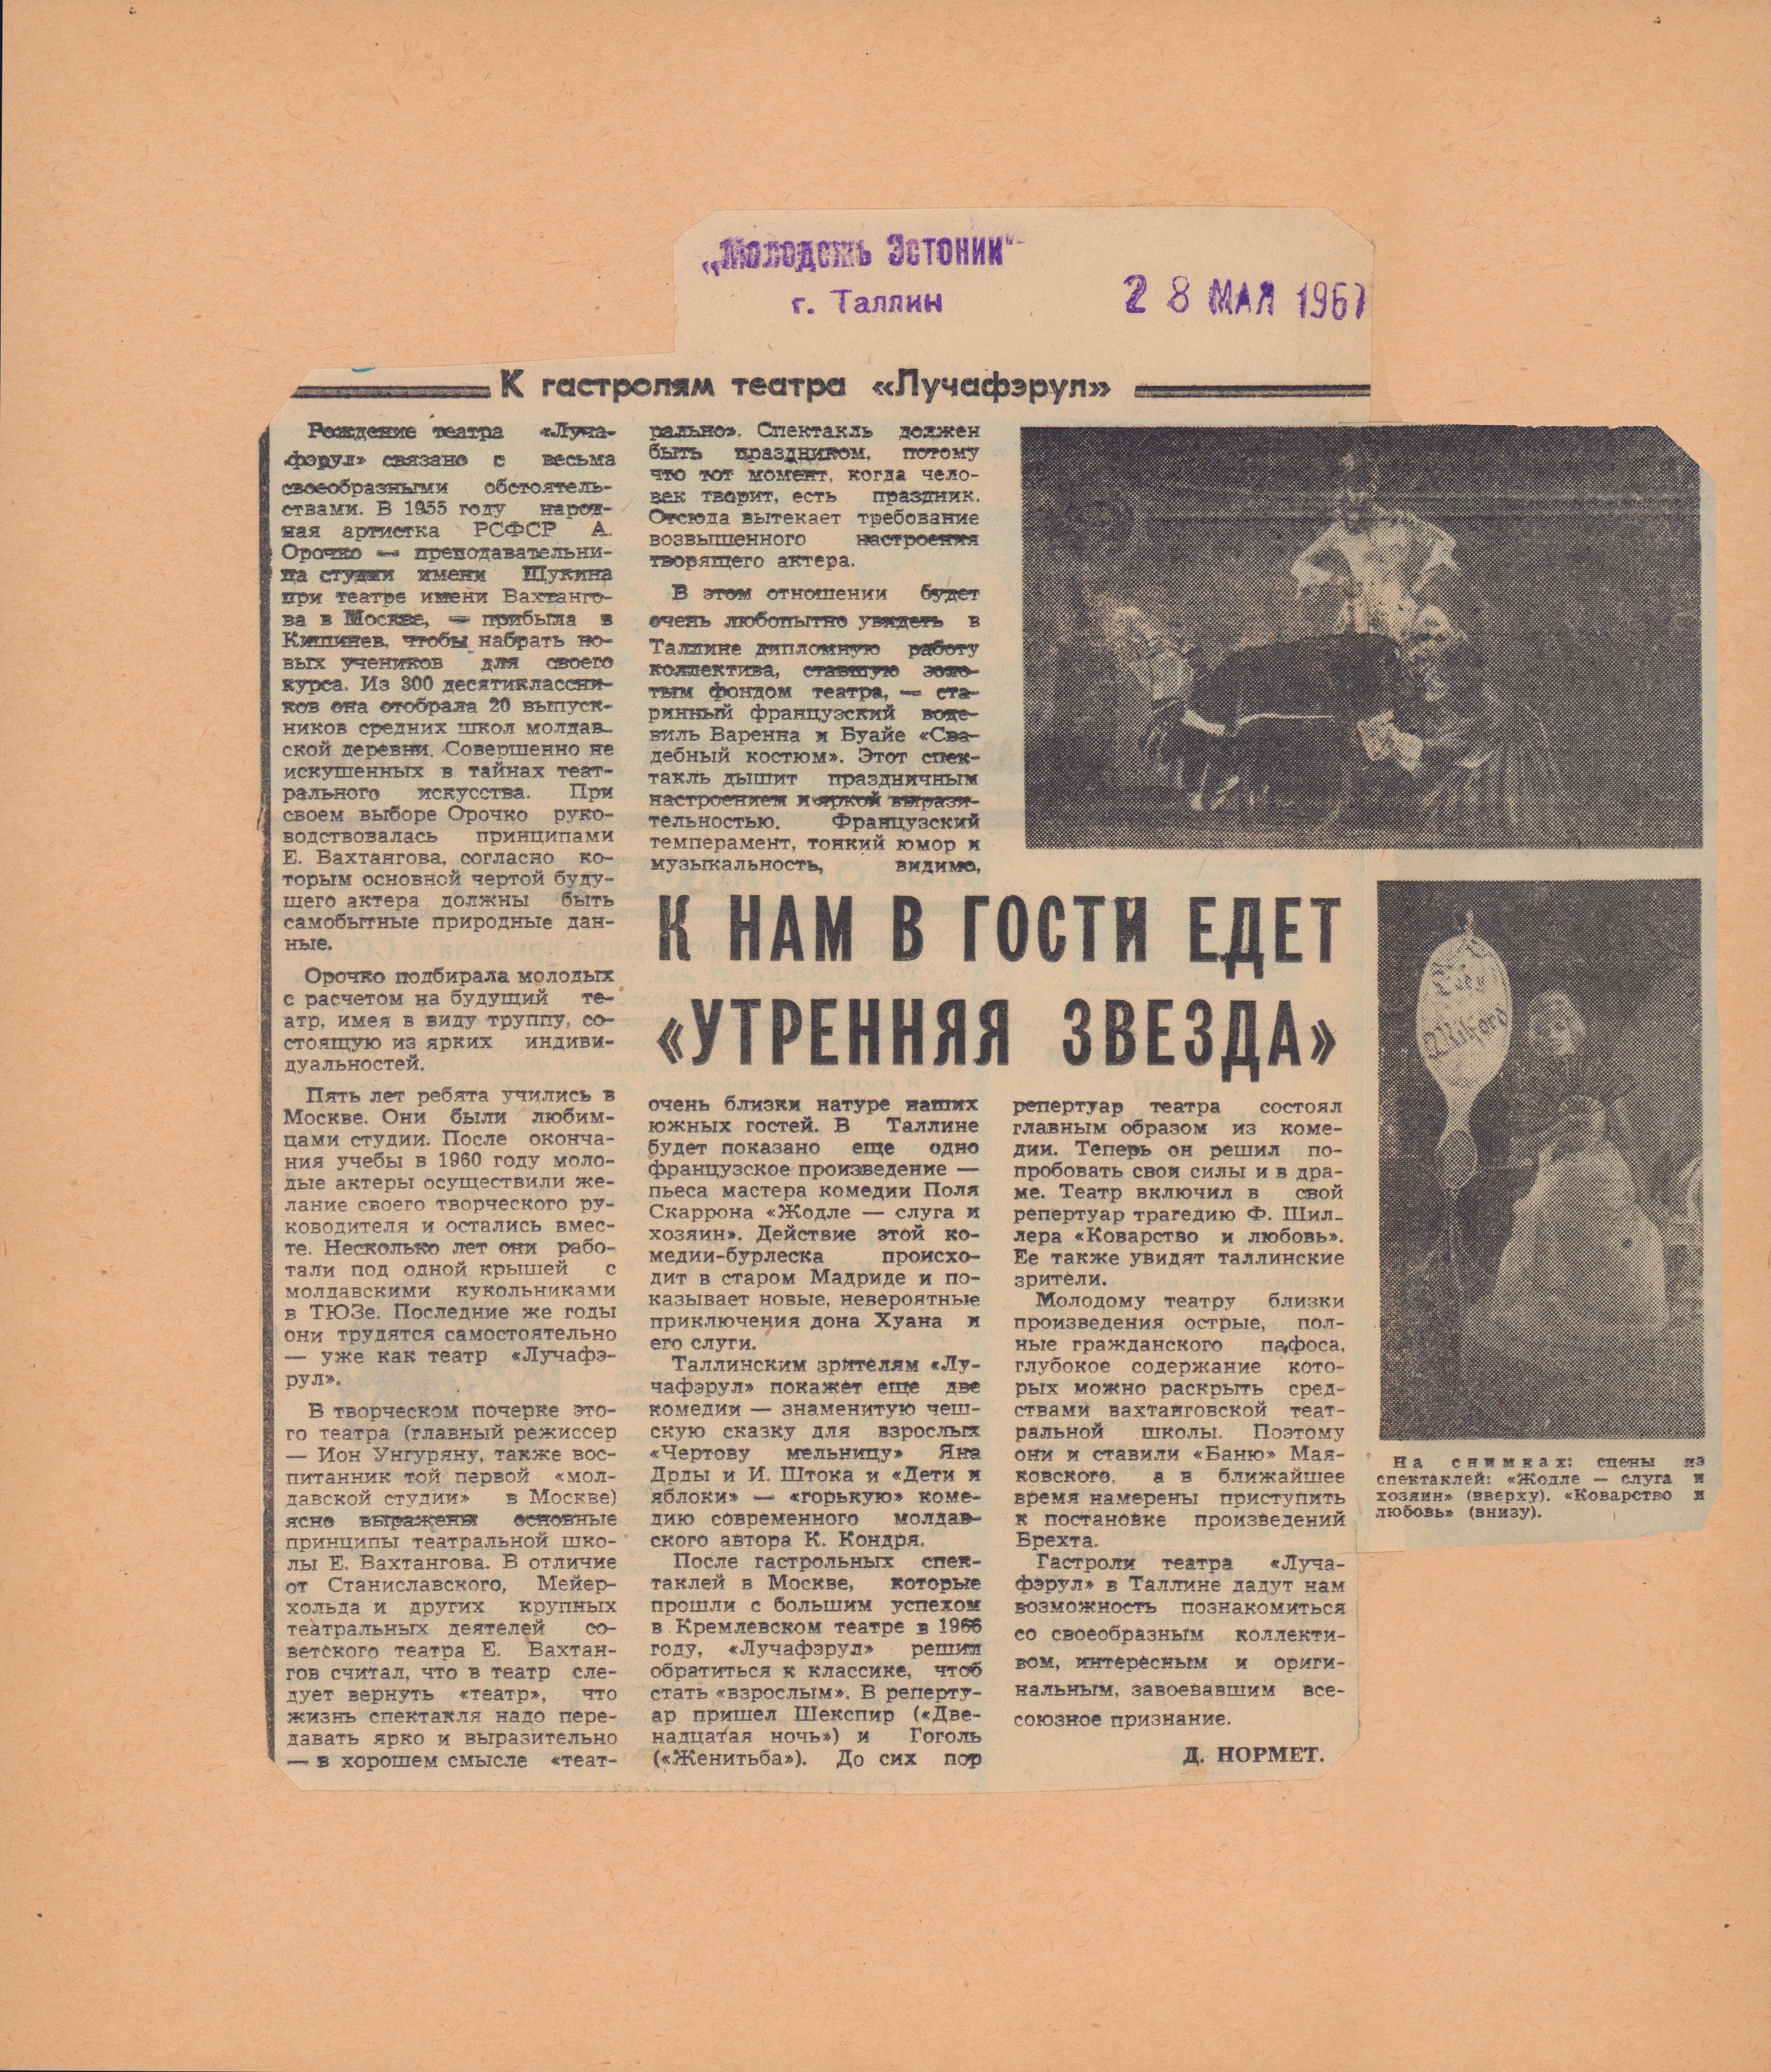 „Молодежь Эстонии"
г. Таллин
28 МАЯ 1967
К гастролям театра «Лучафэрул»
Рождение театра «Луча-
фэрул» связано с весьма
своеобразными обстоятель-
ствами. В 1955 году народ-
ная артистка РСФСР А.
Орочко — преподавательни-
ца студии имени Щукина
при театре имени Вахтанго-
ва в Москве, — прибыла в
Кишинев, чтобы набрать но-
вых учеников для своего
курса. Из 300 десятикласcни-
ков она отобрала 20 выпуск-
ников средних школ молдав-
ской деревни. Совершенно не
искушенных в тайнах теат-
рального искусства. При
своем выборе Орочко руко-
водствовалась принципами
Е. Вахтангова, согласно ко-
торым основной чертой буду-
щего актера должны быть
самобытные природные дан-
ные.
Орочко подбирала молодых
с расчетом на будущий те-
атр, имея в виду труппу, со-
стоящую из ярких индиви-
дуальностей.
Пять лет ребята учились в
Москве. Они были любим-
цами студии. После оконча-
ния учебы в 1960 году моло-
дые актеры осуществили же-
лание своего творческого ру-
ководителя и остались вмес-
те. Несколько лет они рабо-
тали под одной крышей с
молдавскими кукольниками
в ТЮЗе. Последние же годы
они трудятся самостоятельно
— уже как театр «Лучафэ-
рул».
В творческом почерке это-
го театра (главный режиссер
— Ион Унгуряну, также вос-
питанник той первой «мол-
давской студии» в Москве)
ясно выражены основные
принципы театральной шко-
лы Е. Вахтангова. В отличие
от Станиславского, Мейер-
хольда и других крупных
театральных деятелей со-
ветского театра Е. Вахтан-
гов считал, что в театр сле-
дует вернуть «театр», что
жизнь спектакля надо пере-
давать ярко и выразительно
— в хорошем смысле «теат-
рально». Спектакль должен
быть праздником, потому
что тот момент, когда чело-
век творит, есть праздник.
Отсюда вытекает требование
возвышенного настроения
творящего актера.
В этом отношении будет
очень любопытно увидеть в
Таллине дипломную работу
коллектива, ставшую золо-
тым фондом театра, — ста-
ринный французский воде-
виль Варенна и Буайе «Сва-
дебный костюм». Этот спек-
такль дышит праздничным
настроением и яркой вырази-
тельностью. Французский
темперамент, тонкий юмор и
музыкальность, видимо,
К НАМ В ГОСТИ ЕДЕТ
«УТРЕННЯЯ ЗВЕЗДА»
очень близки натуре наших
южных гостей. В Таллине
будет показано еще одно
французское произведение —
пьеса мастера комедии Поля
Скаррона «Жодле — слуга и
хозяин». Действие этой ко-
медии-бурлеска происхо-
дит в старом Мадриде и по-
казывает новые, невероятные
приключения дона Хуана и
его слуги.
Таллинским зрителям «Лу-
чафэрул» покажет еще две
комедии — знаменитую чеш-
скую сказку для взрослых
«Чертову мельницу» Яна
Дрды и И. Штока и «Дети и
яблоки» — «горькую» коме-
дию современного молдав-
ского автора К. Кондря.
После гастрольных спек-
таклей в Москве, которые
прошли с большим успехом
в Кремлевском театре в 1966
году, «Лучафэрул» решил
обратиться к классике, чтоб
стать «взрослым». В реперту-
ар пришел Шекспир («Две-
надцатая ночь») и Гоголь
(«Женитьба»). До сих пор
репертуар театра состоял
главным образом из коме-
дии. Теперь он решил по-
пробовать свои силы и в дра-
ме. Театр включил в свой
репертуар трагедию Ф. Шил-
лера «Коварство и любовь».
Ее также увидят таллинские
зрители.
Молодому театру близки
произведения острые, пол-
ные гражданского пафоса,
глубокое содержание кото-
рых можно раскрыть сред-
ствами вахтанговской теат-
ральной школы. Поэтому
они и ставили «Баню» Мая-
ковского, а в ближайшее
время намерены приступить
к постановке произведений
Брехта.
Гастроли театра «Луча-
фэрул» в Таллине дадут нам
возможность познакомиться
со своеобразным коллекти-
вом, интересным и ориги-
нальным, завоевавшим все-
союзное признание.
Д. НОРМЕТ.
Lady
Milford
На снимках: сцены из
спектаклей: «Жодле — слуга и
хозяин» (вверху). «Коварство и
любовь» (внизу).